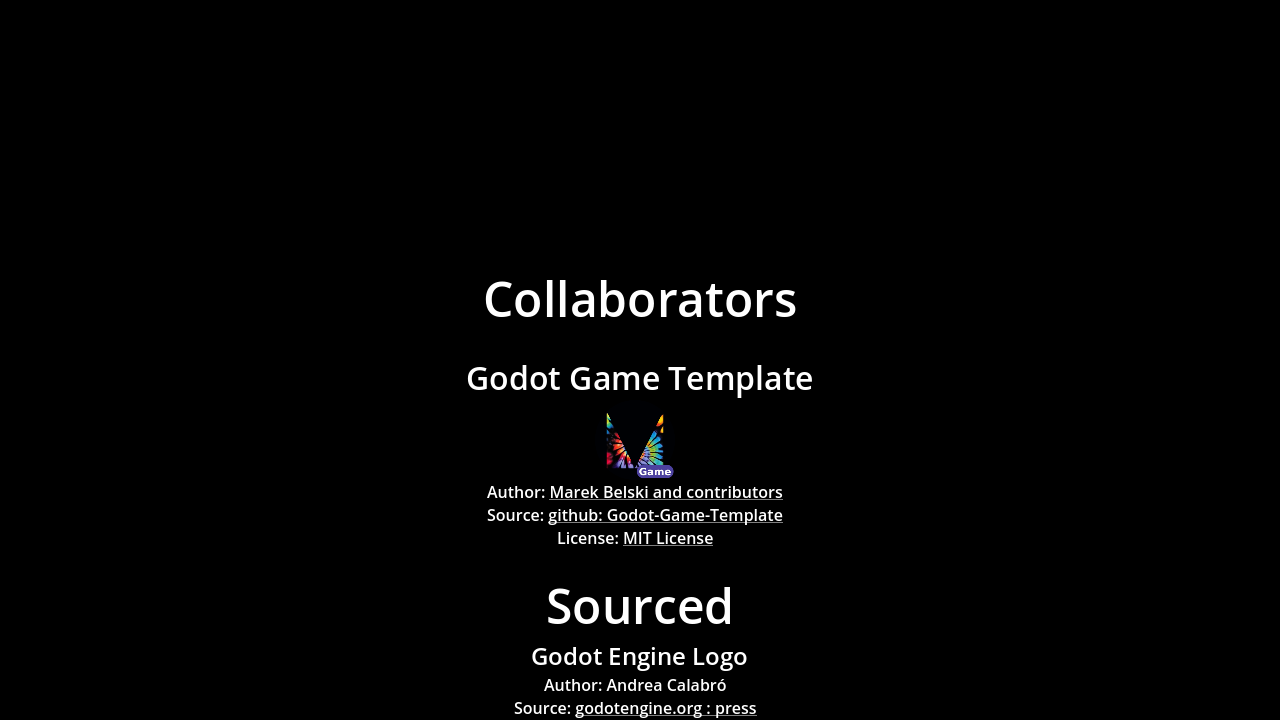 Collaborators
Godot Game Template
Game
Author: Marek Belski and contributors
Source: github: Godot-Game-Template
License: MIT License
Sourced
Godot Engine Logo
Author: Andrea Calabró
Source: godotengine.org : press